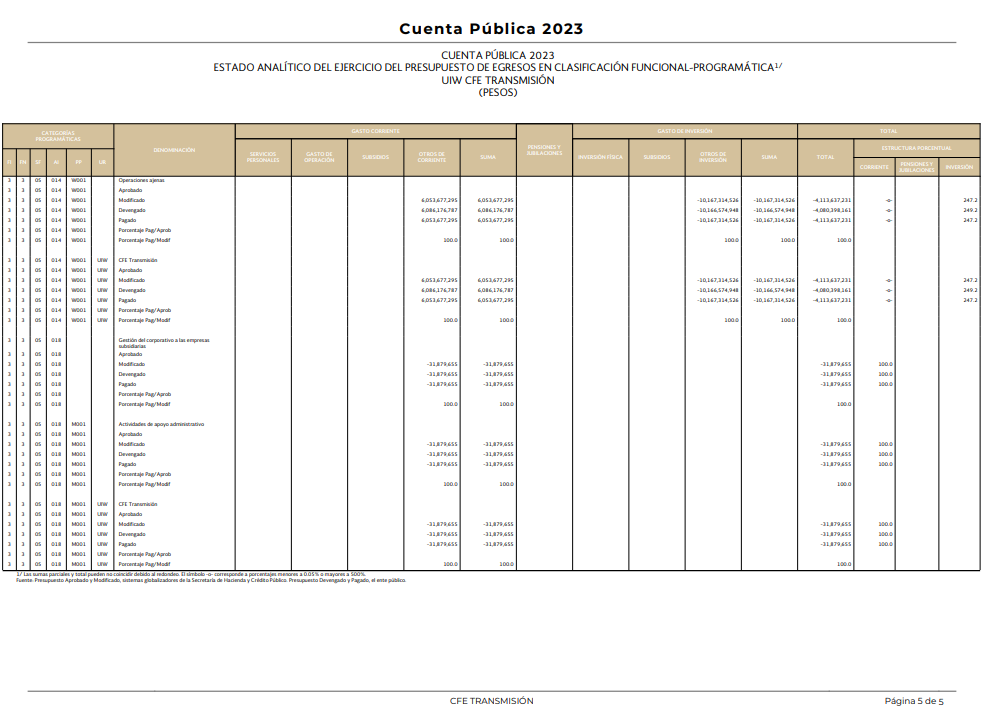 Cuenta Pública 2023
CUENTA PÚBLICA 2023
ESTADO ANALÍTICO DEL EJERCICIO DEL PRESUPUESTO DE EGRESOS EN CLASIFICACIÓN FUNCIONAL-PROGRAMÁTICA1/
UIW CFE TRANSMISIÓN
(PESOS)
CATEGORÍAS PROGRAMÁTICAS DENOMINACIÓN GASTO CORRIENTE PENSIONES Y JUBILACIONES GASTO DE INVERSIÓN TOTAL
FI FN SF AI PP UR SERVICIOS PERSONALES GASTO DE OPERACIÓN SUBSIDIOS OTROS DE CORRIENTE SUMA INVERSIÓN FÍSICA SUBSIDIOS OTROS DE INVERSIÓN SUMA TOTAL ESTRUCTURA PORCENTUAL
CORRIENTE PENSIONES Y JUBILACIONES INVERSIÓN
3 3 05 014 W001 Operaciones ajenas
3 3 05 014 W001 Aprobado
3 3 05 014 W001 Modificado 6,053,677,295 6,053,677,295 -10,167,314,526 -10,167,314,526 -4,113,637,231 -o- 247.2
3 3 05 014 W001 Devengado 6,086,176,787 6,086,176,787 -10,166,574,948 -10,166,574,948 -4,080,398,161 -o- 249.2
3 3 05 014 W001 Pagado 6,053,677,295 6,053,677,295 -10,167,314,526 -10,167,314,526 -4,113,637,231 -o- 247.2
3 3 05 014 W001 Porcentaje Pag/Aprob
3 3 05 014 W001 Porcentaje Pag/Modif 100.0 100.0 100.0 100.0 100.0
3 3 05 014 W001 UIW CFE Transmisión
3 3 05 014 W001 UIW Aprobado
3 3 05 014 W001 UIW Modificado 6,053,677,295 6,053,677,295 -10,167,314,526 -10,167,314,526 -4,113,637,231 -o- 247.2
3 3 05 014 W001 UIW Devengado 6,086,176,787 6,086,176,787 -10,166,574,948 -10,166,574,948 -4,080,398,161 -o- 249.2
3 3 05 014 W001 UIW Pagado 6,053,677,295 6,053,677,295 -10,167,314,526 -10,167,314,526 -4,113,637,231 -o- 247.2
3 3 05 014 W001 UIW Porcentaje Pag/Aprob
3 3 05 014 W001 UIW Porcentaje Pag/Modif 100.0 100.0 100.0 100.0 100.0
3 3 05 018 Gestión del corporativo a las empresas
subsidiarias
3 3 05 018 Aprobado
3 3 05 018 Modificado -31,879,655 -31,879,655 -31,879,655 100.0
3 3 05 018 Devengado -31,879,655 -31,879,655 -31,879,655 100.0
3 3 05 018 Pagado -31,879,655 -31,879,655 -31,879,655 100.0
3 3 05 018 Porcentaje Pag/Aprob
3 3 05 018 Porcentaje Pag/Modif 100.0 100.0 100.0
3 3 05 018 M001 Actividades de apoyo administrativo
3 3 05 018 M001 Aprobado
3 3 05 018 M001 Modificado -31,879,655 -31,879,655 -31,879,655 100.0
3 3 05 018 M001 Devengado -31,879,655 -31,879,655 -31,879,655 100.0
3 3 05 018 M001 Pagado -31,879,655 -31,879,655 -31,879,655 100.0
3 3 05 018 M001 Porcentaje Pag/Aprob
3 3 05 018 M001 Porcentaje Pag/Modif 100.0 100.0 100.0
3 3 05 018 M001 UIW CFE Transmisión
3 3 05 018 M001 UIW Aprobado
3 3 05 018 M001 UIW Modificado -31,879,655 -31,879,655 -31,879,655 100.0
3 3 05 018 M001 UIW Devengado -31,879,655 -31,879,655 -31,879,655 100.0
3 3 05 018 M001 UIW Pagado -31,879,655 -31,879,655 -31,879,655 100.0
3 3 05 018 M001 UIW Porcentaje Pag/Aprob
3 3 05 018 M001 UIW Porcentaje Pag/Modif 100.0 100.0 100.0
1/ Las sumas parciales y total pueden no coincidir debido al redondeo. El símbolo -o- corresponde a porcentajes menores a 0.05% o mayores a 500%.
Fuente: Presupuesto Aprobado y Modificado, sistemas globalizadores de la Secretaría de Hacienda y Crédito Público. Presupuesto Devengado y Pagado, el ente público.
CFE TRANSMISIÓN Página 5 de 5